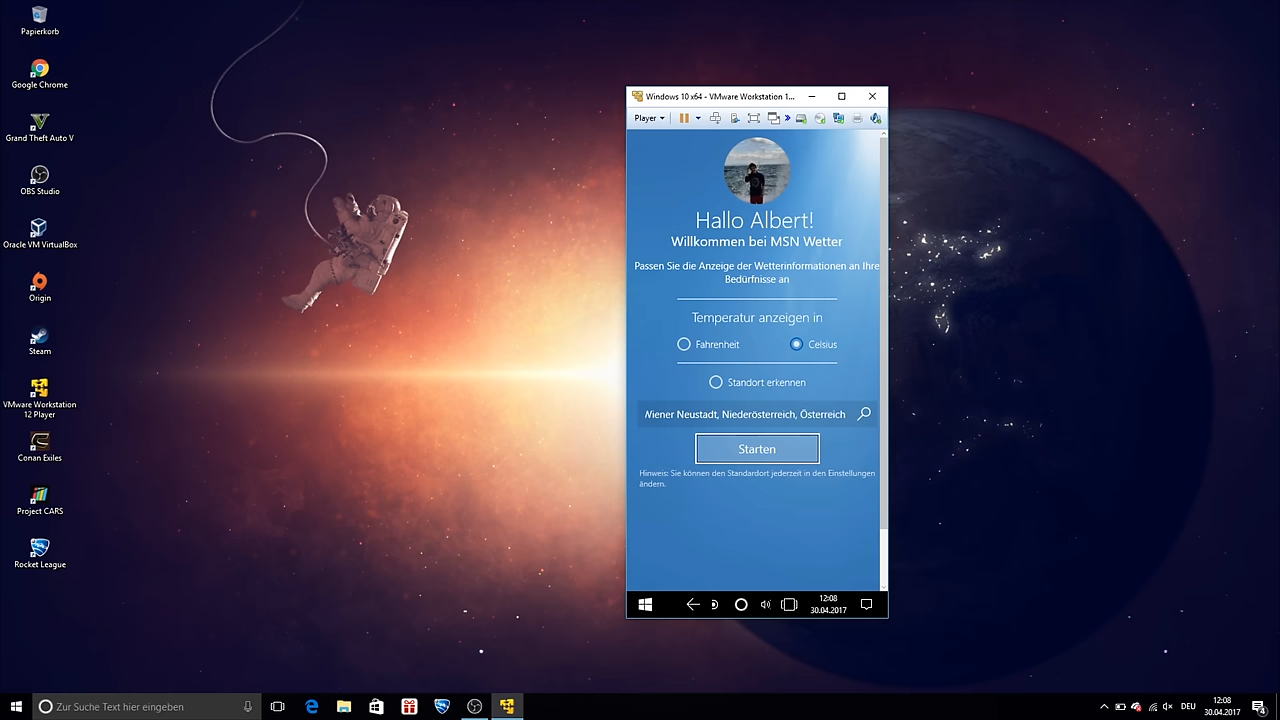 Papierkorb
Google Chrome
Grand Theft Auto V
OBS Studio
Oracle VM VirtualBox
Origin
Steam
VMware Workstation
12 Player
Conan Exiles
Project CARS
Rocket League
Windows 10 x64 - VMware Workstation 1...
Player
Hallo Albert!
Willkommen bei MSN Wetter
Passen Sie die Anzeige der Wetterinformationen an Ihre
Bedürfnisse an
Temperatur anzeigen in
Fahrenheit
Celsius
Standort erkennen
Wiener Neustadt, Niederösterreich, Österreich
Starten
Hinweis: Sie können den Standardort jederzeit in den Einstellungen
ändern.
12:08
30.04.2017
Zur Suche Text hier eingeben
DEU
12:08
30.04.2017